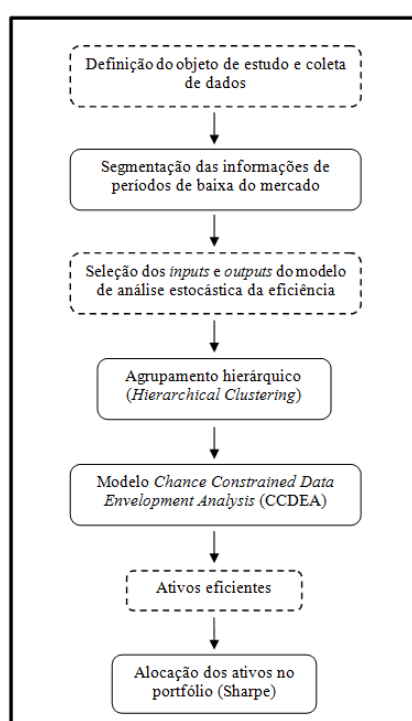 Definição do objeto de estudo e coleta
de dados
Segmentação das informações de
períodos de baixa do mercado
Seleção dos inputs e outputs do modelo
de análise estocástica da eficiência
Agrupamento hierárquico
(Hierarchical Clustering)
Modelo Chance Constrained Data
Envelopment Analysis (CCDEA)
Ativos eficientes
Alocação dos ativos no
portfólio (Sharpe)